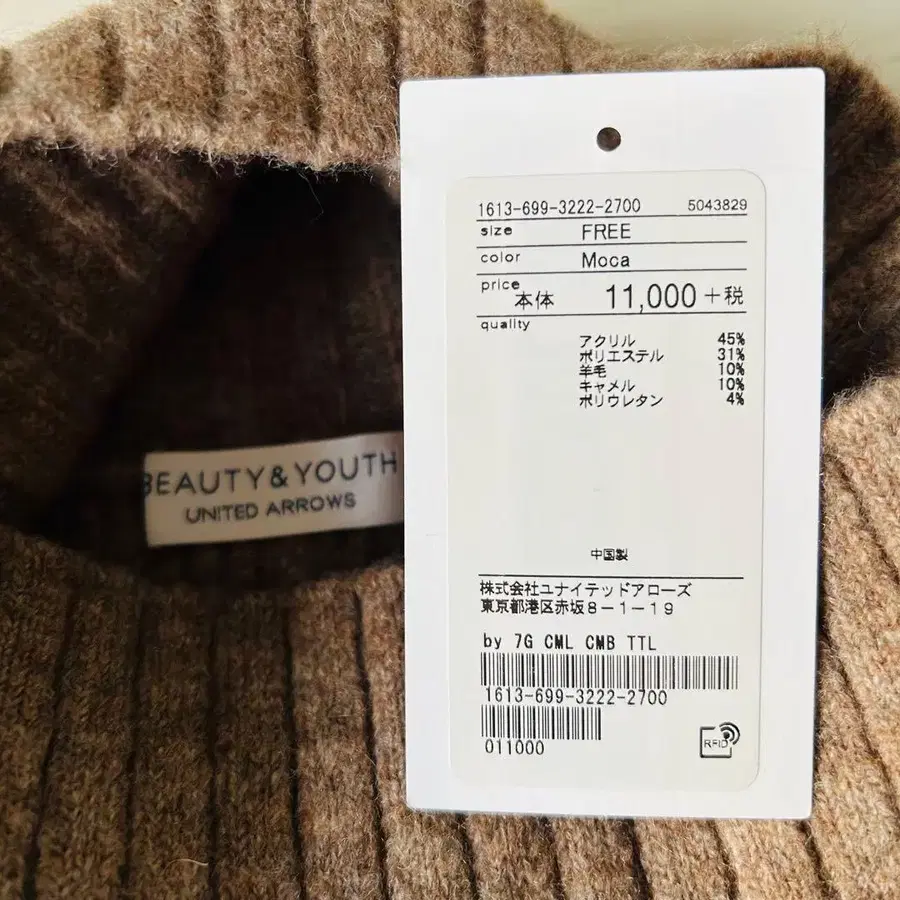 BEAUTY&YOUTH
UNITED ARROWS
1613-699-3222-2700 5043829
size FREE
color Moca
price 本体 11,000+税
quality
アクリル 45%
ポリエステル 31%
羊毛 10%
キャメル 10%
ポリウレタン 4%
中国製
株式会社ユナイテッドアローズ
東京都港区赤坂8-1-19
by 7G CML CMB TTL
1613-699-3222-2700
011000
RFID